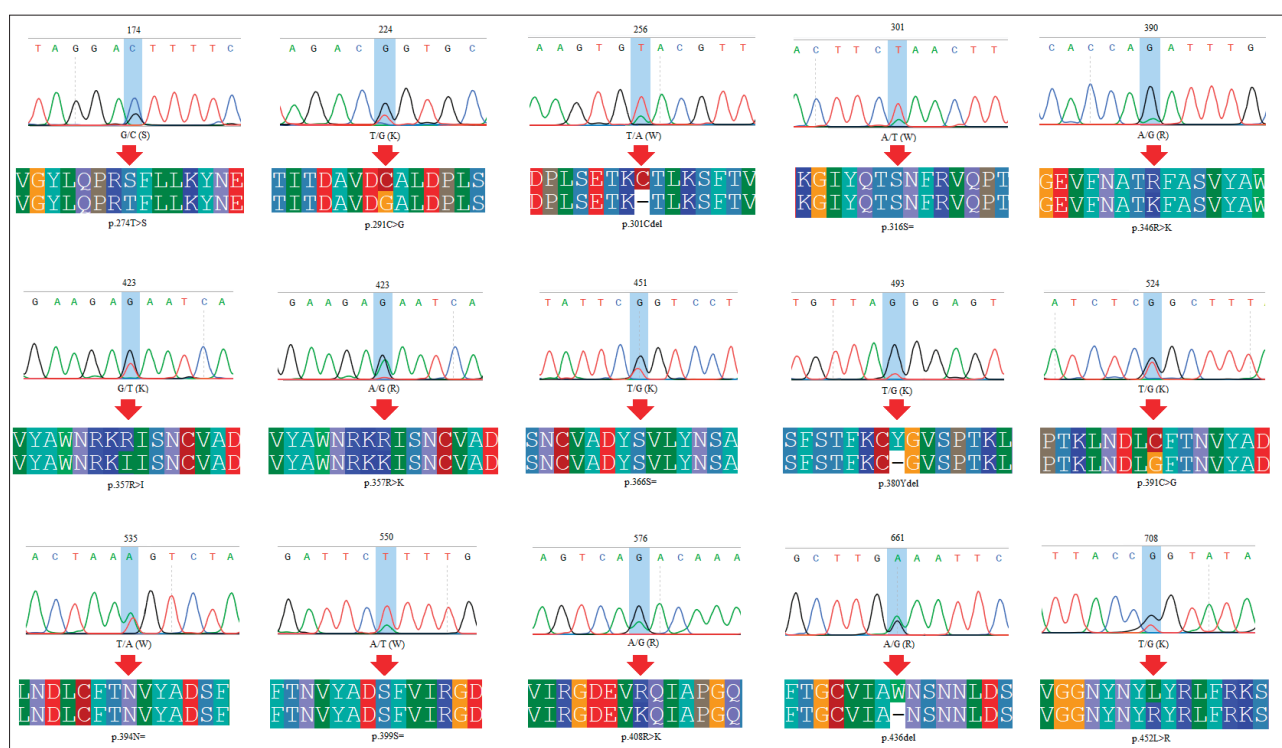 174
T A G G A C T T T T C
G/C (S)
VGYLQPRSFLLKYNE
VGYLQPRTFLLKYNE
p.274T>S
224
A G A C G G T G C
T/G (K)
TITDAVDCALDPLS
TITDAVDGALDPLS
p.291C>G
256
A A G T G T A C G T T
T/A (W)
DPLSETKCTLKSFTV
DPLSETK–TLKSFTV
p.301Cdel
301
A C T T C T A A C T T
A/T (W)
KGIYQTSNFRVQPT
KGIYQTSNFRVQPT
p.316S=
390
C A C C A G A T T T G
A/G (R)
GEVFNATRFASVYAW
GEVFNATKFASVYAW
p.346R>K
423
G A A G A G A A T C A
G/T (K)
VYAWNRKRISNCVAD
VYAWNRKIISNCVAD
p.357R>I
423
G A A G A G A A T C A
A/G (R)
VYAWNRKRISNCVAD
VYAWNRKKISNCVAD
p.357R>K
451
T A T T C G G T C C T
T/G (K)
SNCVADYSVLYNSA
SNCVADYSVLYNSA
p.366S=
493
T G T T A G G G A G T
T/G (K)
SFSTFKCYGVSPTKL
SFSTFKC–GVSPTKL
p.380Ydel
524
A T C T C G G C T T T
T/G (K)
PTKLNDLCFTNVYAD
PTKLNDLGFTNVYAD
p.391C>G
535
A C T A A A G T C T A
T/A (W)
LNDLCFTNVYADSF
LNDLCFTNVYADSF
p.394N=
550
G A T T C T T T T G
A/T (W)
FTNVYADSFVIRGD
FTNVYADSFVIRGD
p.399S=
576
A G T C A G A C A A A
A/G (R)
VIRGDEVRQIAPGQ
VIRGDEVKQIAPGQ
p.408R>K
661
G C T T G A A A T T C
A/G (R)
FTGCVIAWNSNNLDS
FTGCVIA–NSNNLDS
p.436del
708
T T A C C G G T A T A
T/G (K)
VGGNYNYLYRLFRKS
VGGNYNYRYRLFRKS
p.452L>R